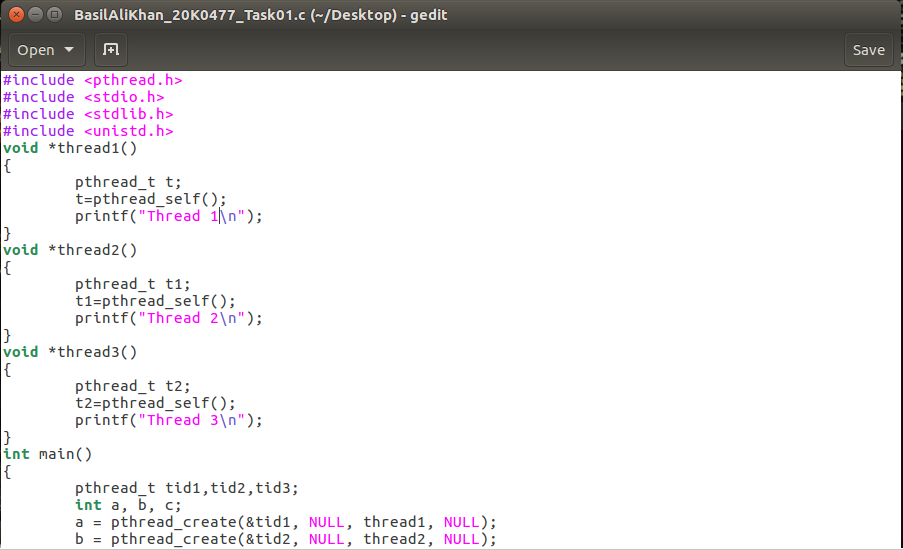 BasilAliKhan_20K0477_Task01.c (~/Desktop) - gedit
Open Save
#include <pthread.h>
#include <stdio.h>
#include <stdlib.h>
#include <unistd.h>
void *thread1()
{
        pthread_t t;
        t=pthread_self();
        printf("Thread 1\n");
}
void *thread2()
{
        pthread_t t1;
        t1=pthread_self();
        printf("Thread 2\n");
}
void *thread3()
{
        pthread_t t2;
        t2=pthread_self();
        printf("Thread 3\n");
}
int main()
{
        pthread_t tid1,tid2,tid3;
        int a, b, c;
        a = pthread_create(&tid1, NULL, thread1, NULL);
        b = pthread_create(&tid2, NULL, thread2, NULL);